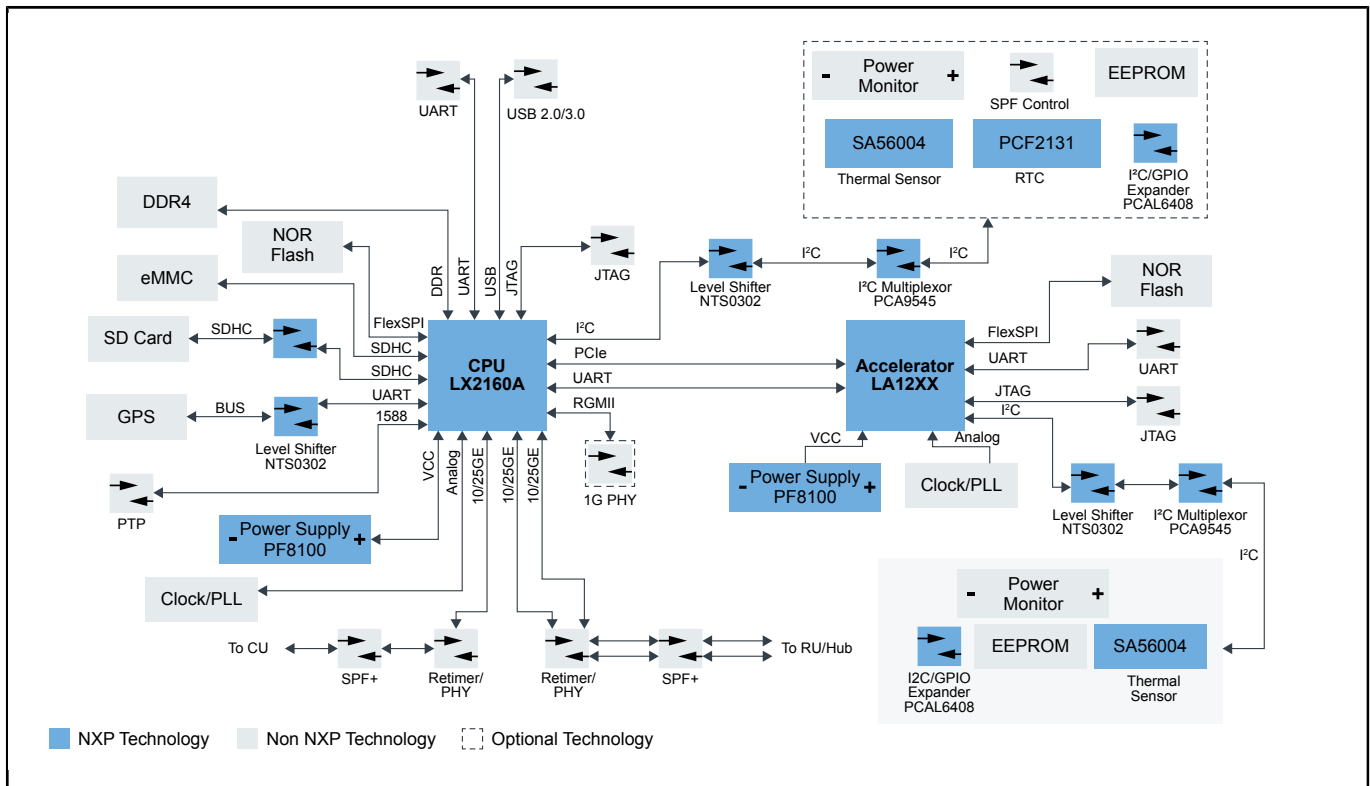 UART
USB 2.0/3.0
- Power Monitor +
SPF Control
EEPROM
SA56004
Thermal Sensor
PCF2131
RTC
I²C/GPIO
Expander
PCAL6408
DDR4
NOR
Flash
eMMC
SD Card
SDHC
GPS
BUS
Level Shifter
NTS0302
PTP
DDR
UART
USB
JTAG
JTAG
FlexSPI
SDHC
SDHC
UART
1588
CPU
LX2160A
I²C
PCIe
UART
RGMII
Level Shifter
NTS0302
I²C
I²C Multiplexor
PCA9545
I²C
Accelerator
LA12XX
FlexSPI
UART
JTAG
I²C
NOR
Flash
UART
JTAG
VCC
Analog
10/25GE
10/25GE
10/25GE
1G PHY
- Power Supply +
PF8100
Clock/PLL
VCC
Analog
- Power Supply +
PF8100
Clock/PLL
Level Shifter
NTS0302
I²C Multiplexor
PCA9545
I²C
To CU
SPF+
Retimer/
PHY
Retimer/
PHY
SPF+
To RU/Hub
- Power Monitor +
I2C/GPIO
Expander
PCAL6408
EEPROM
SA56004
Thermal
Sensor
NXP Technology
Non NXP Technology
Optional Technology